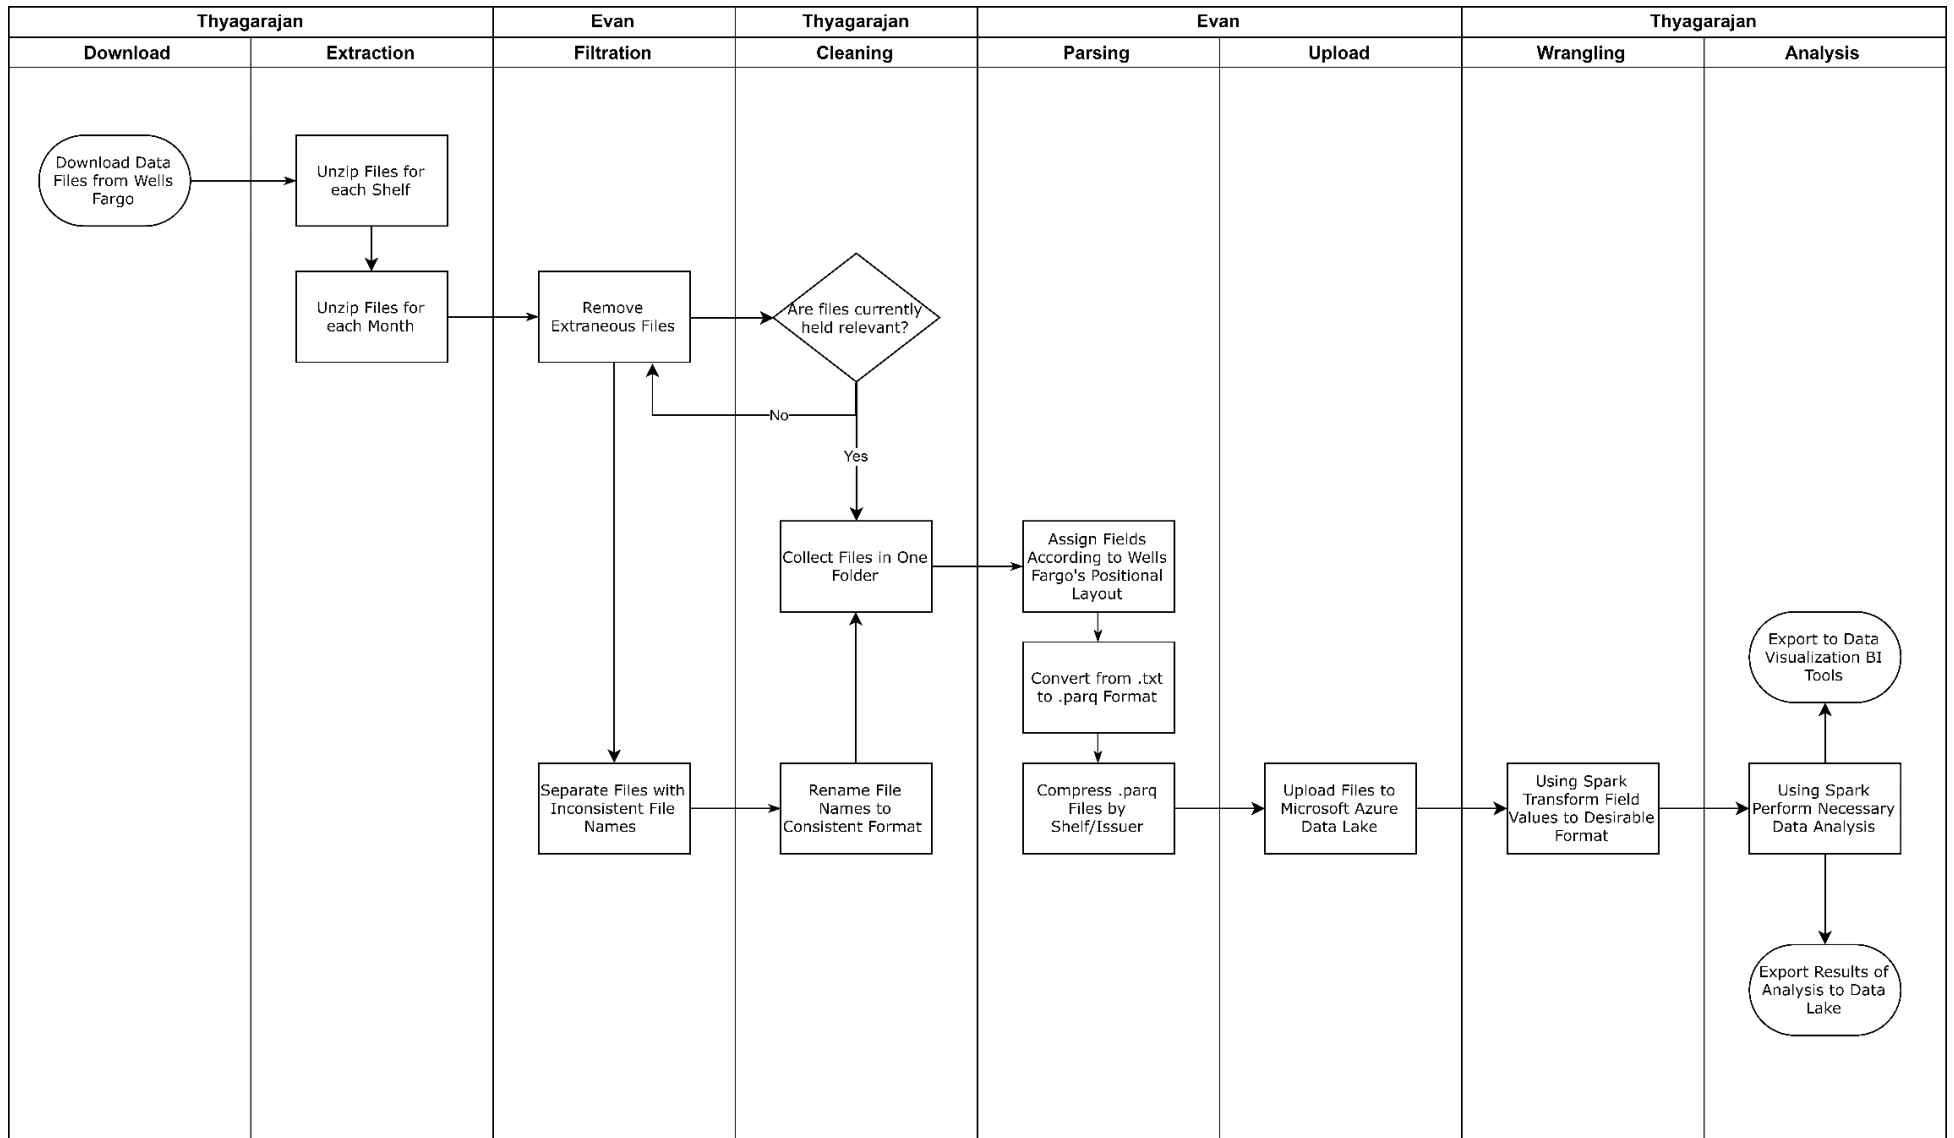 Thyagarajan
Evan
Thyagarajan
Evan
Thyagarajan
Download
Extraction
Filtration
Cleaning
Parsing
Upload
Wrangling
Analysis
Download Data
Files from Wells
Fargo
Unzip Files for
each Shelf
Unzip Files for
each Month
Remove
Extraneous Files
Are files currently
held relevant?
No
Yes
Collect Files in One
Folder
Assign Fields
According to Wells
Fargo's Positional
Layout
Convert from .txt
to .parq Format
Separate Files with
Inconsistent File
Names
Rename File
Names to
Consistent Format
Compress .parq
Files by
Shelf/Issuer
Upload Files to
Microsoft Azure
Data Lake
Using Spark
Transform Field
Values to Desirable
Format
Using Spark
Perform Necessary
Data Analysis
Export to Data
Visualization BI
Tools
Export Results of
Analysis to Data
Lake